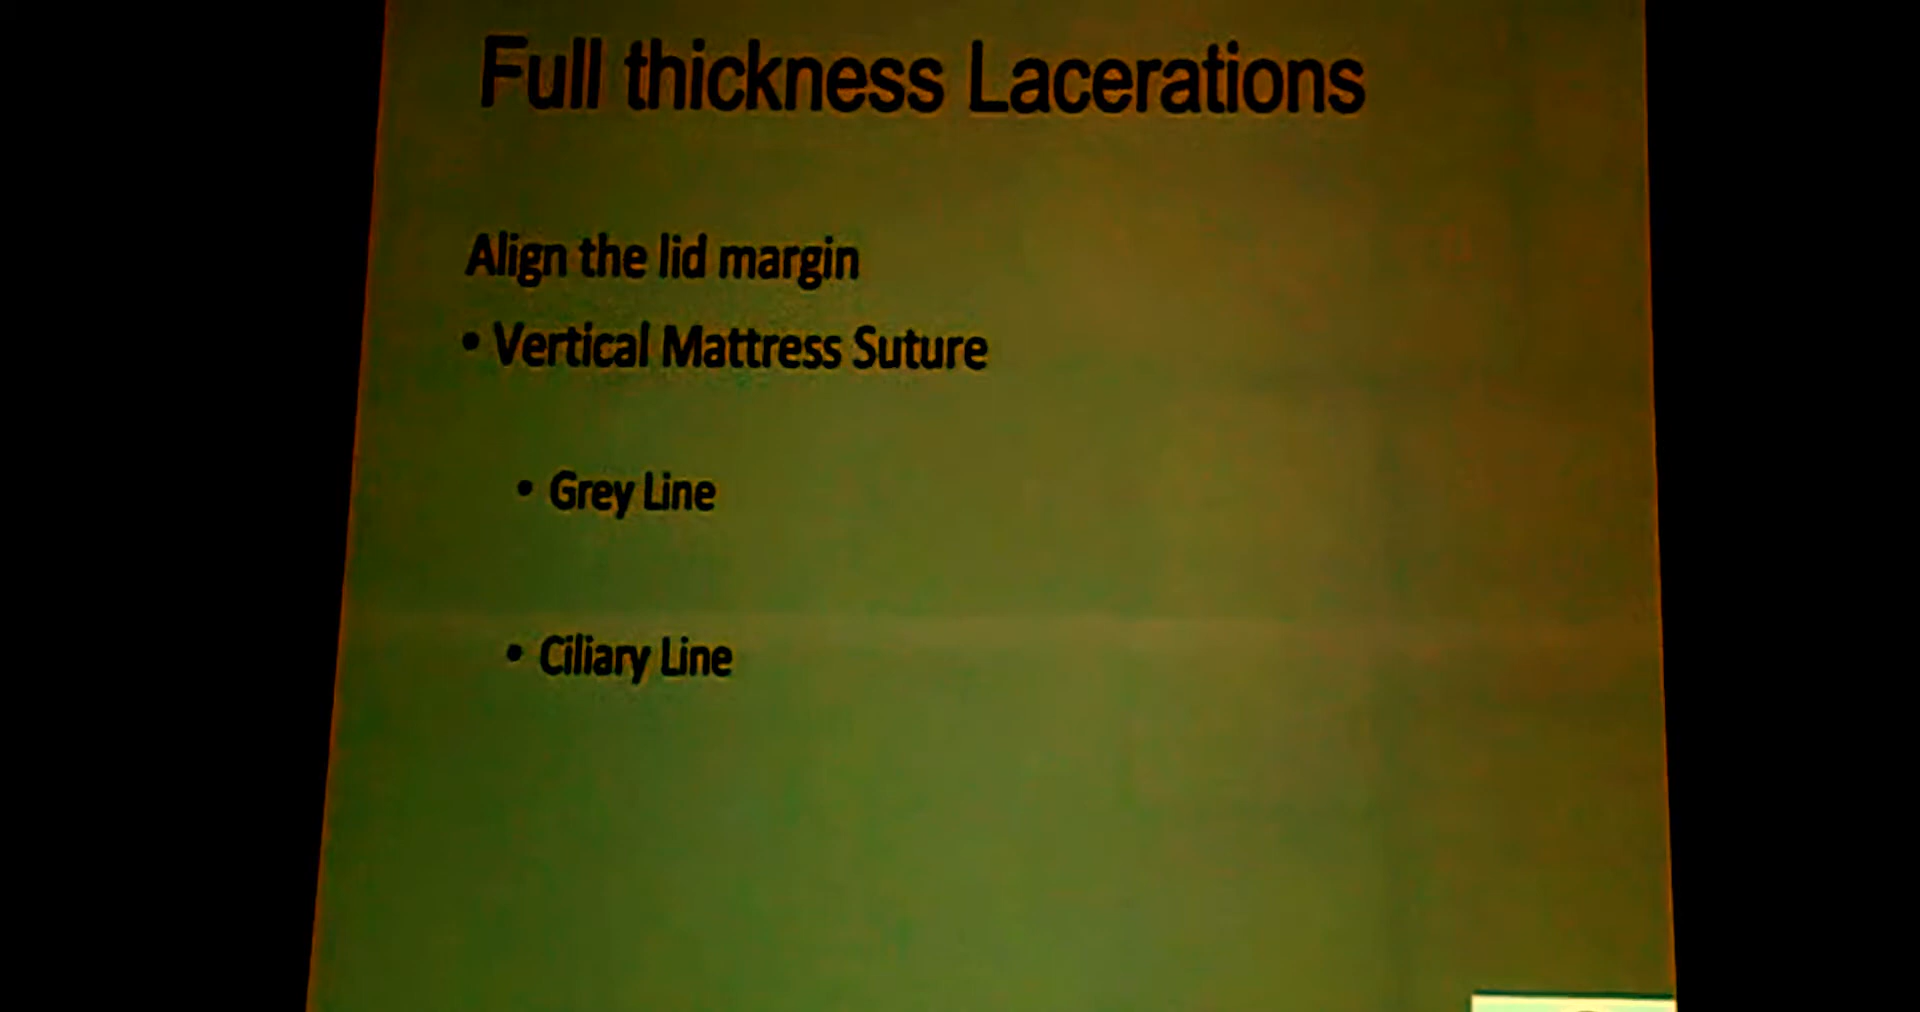 Full thickness Lacerations
Align the lid margin
• Vertical Mattress Suture
• Grey Line
• Ciliary Line